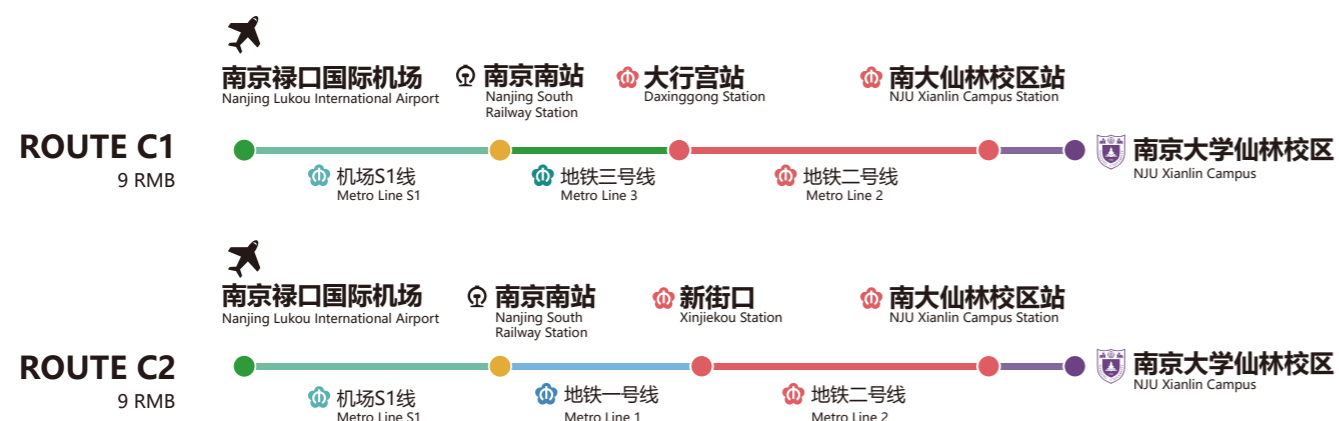 南京禄口国际机场
Nanjing Lukou International Airport
南京南站
Nanjing South
Railway Station
大行宫站
Daxinggong Station
南大仙林校区站
NJU Xianlin Campus Station
ROUTE C1
9 RMB
机场S1线
Metro Line S1
地铁三号线
Metro Line 3
地铁二号线
Metro Line 2
南京大学仙林校区
NJU Xianlin Campus
南京禄口国际机场
Nanjing Lukou International Airport
南京南站
Nanjing South
Railway Station
新街口
Xinjiekou Station
南大仙林校区站
NJU Xianlin Campus Station
ROUTE C2
9 RMB
机场S1线
Metro Line S1
地铁一号线
Metro Line 1
地铁二号线
Metro Line 2
南京大学仙林校区
NJU Xianlin Campus